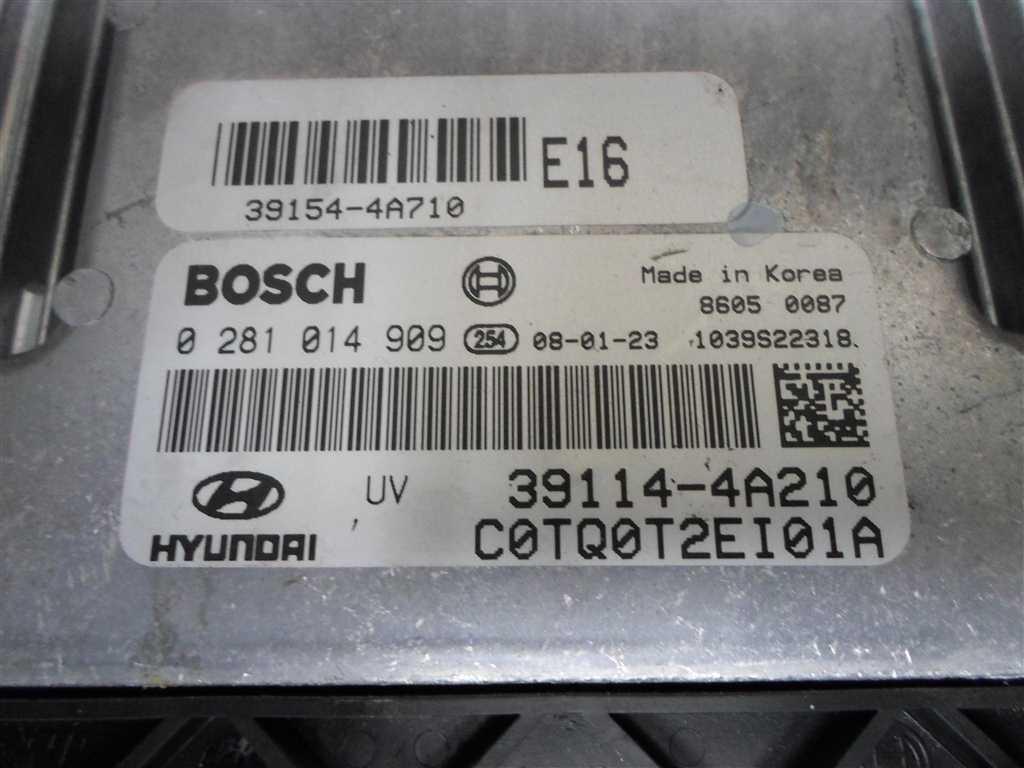 E16
39154-4A710
BOSCH
Made in Korea
8605 0087
0 281 014 909 254 08-01-23 1039S22318
UV 39114-4A210
HYUNDAI C0TQ0T2EI01A